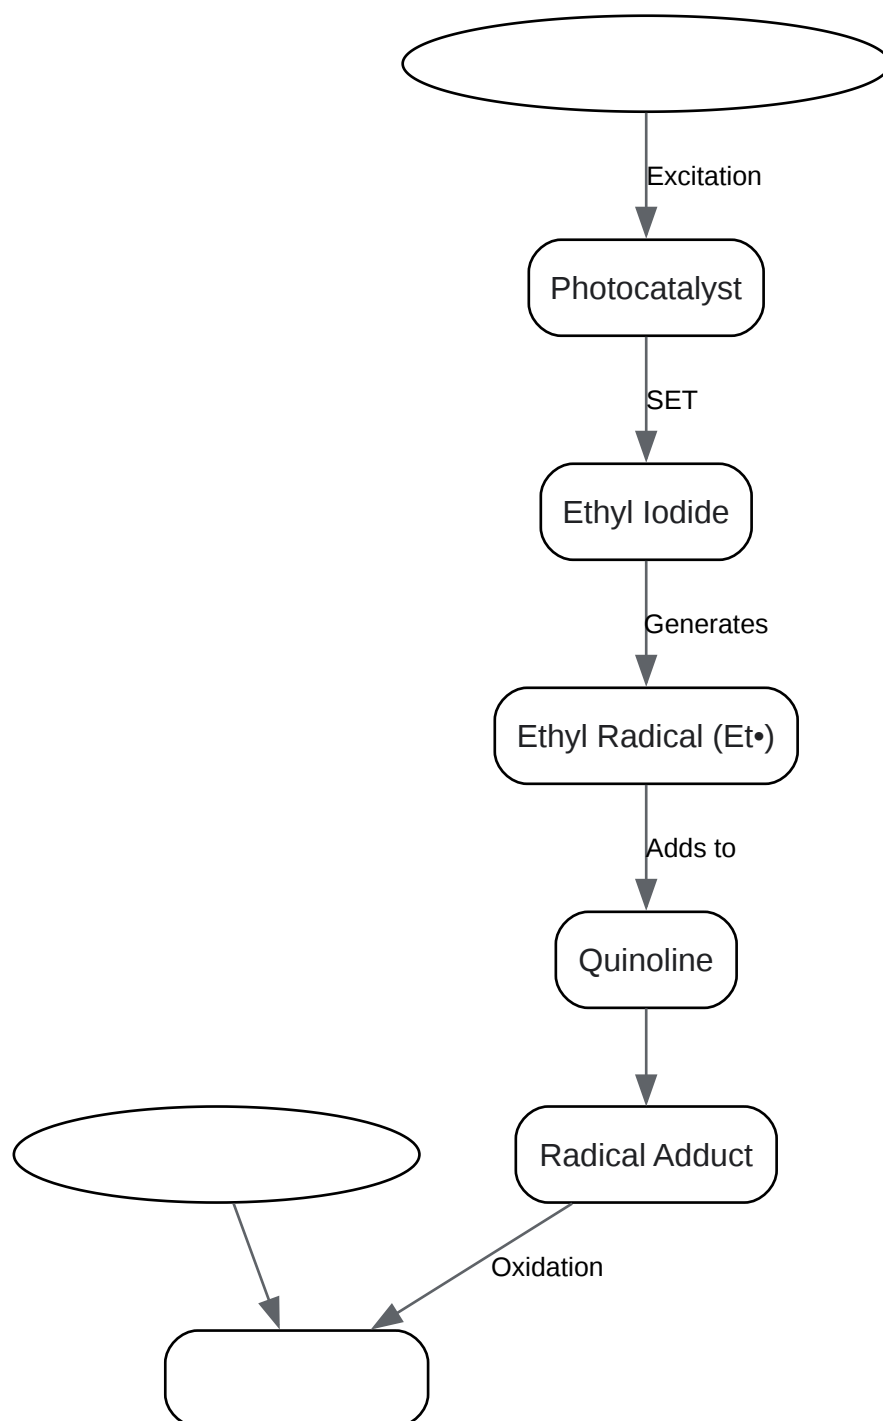 Excitation
Photocatalyst
SET
Ethyl Iodide
Generates
Ethyl Radical (Et•)
Adds to
Quinoline
Radical Adduct
Oxidation